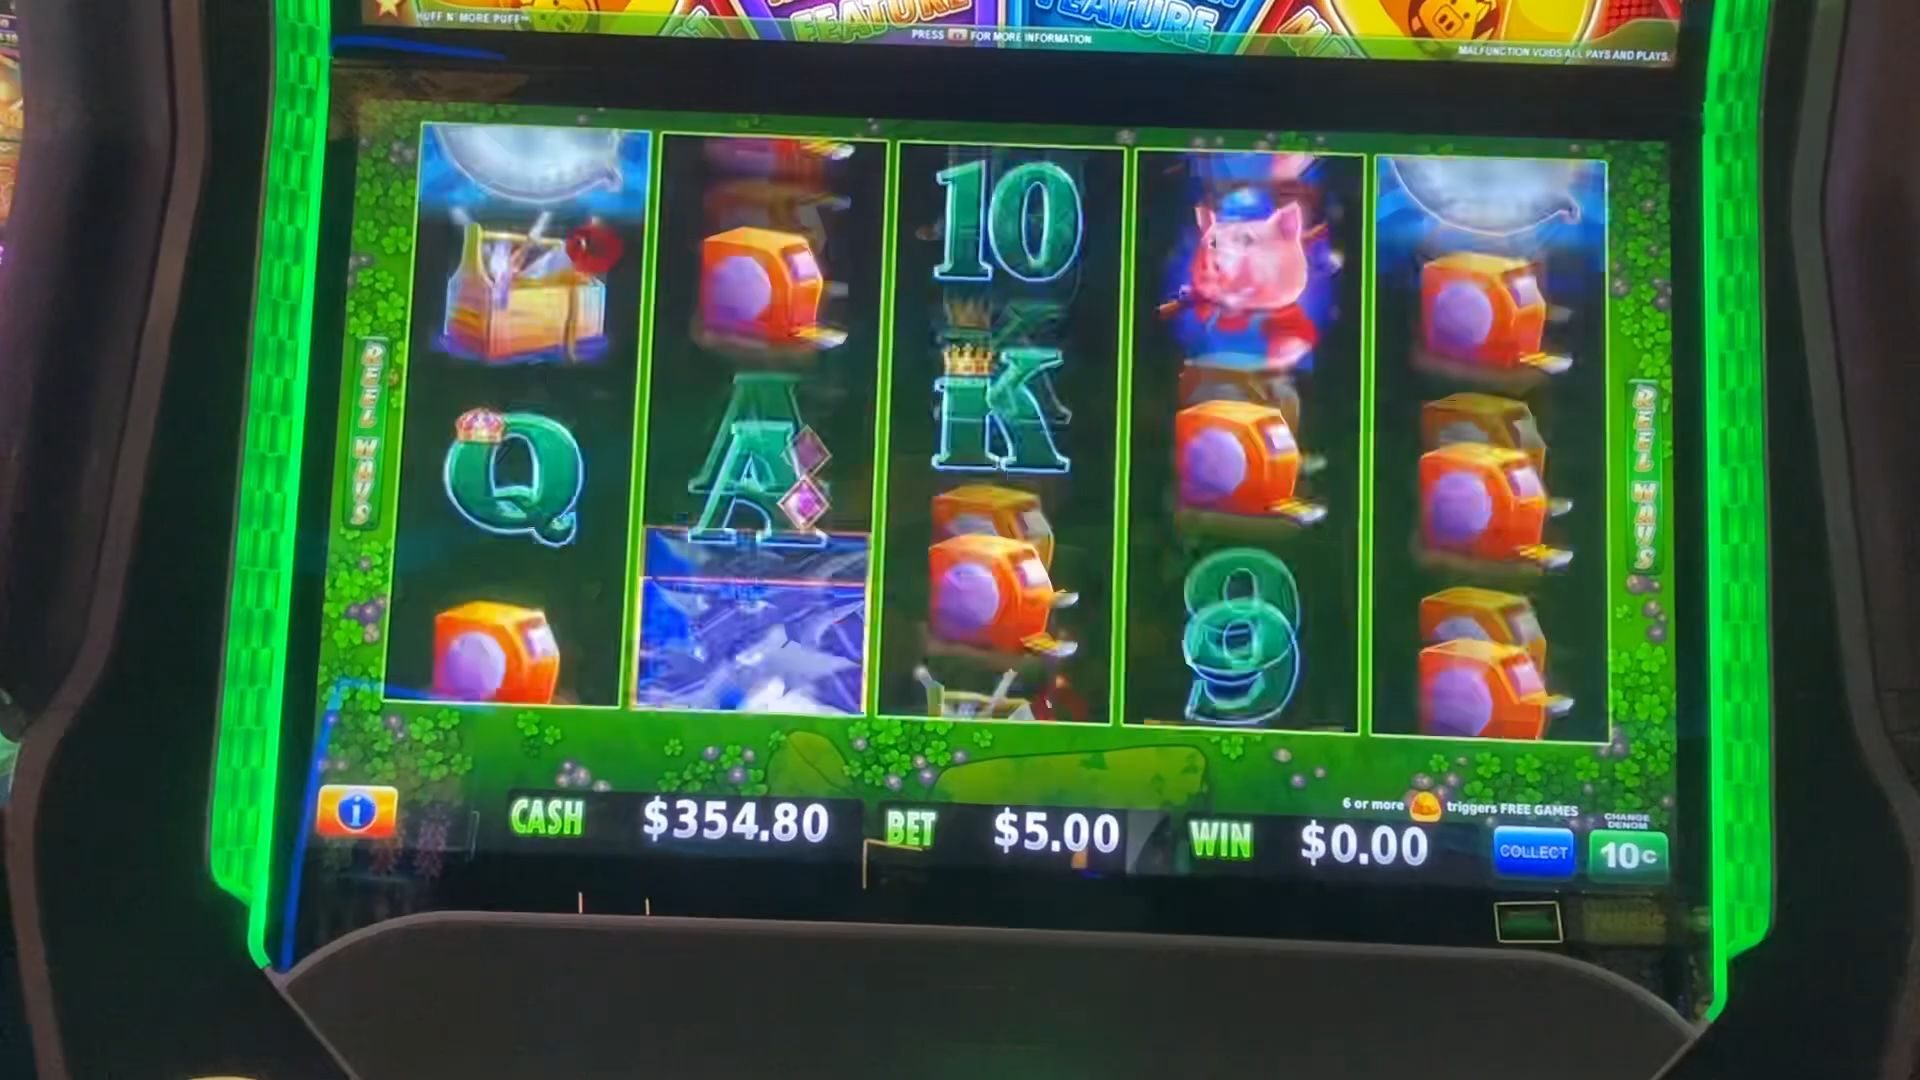 HUFF N' MORE PUFF™
FEATURE
FEATURE
PRESS FOR MORE INFORMATION
MALFUNCTION VOIDS ALL PAYS AND PLAYS.
10
K
Q
A
9
REEL WAYS
REEL WAYS
i
CASH $354.80
BET $5.00
WIN $0.00
6 or more triggers FREE GAMES
COLLECT
CHANGE DENOM
10¢